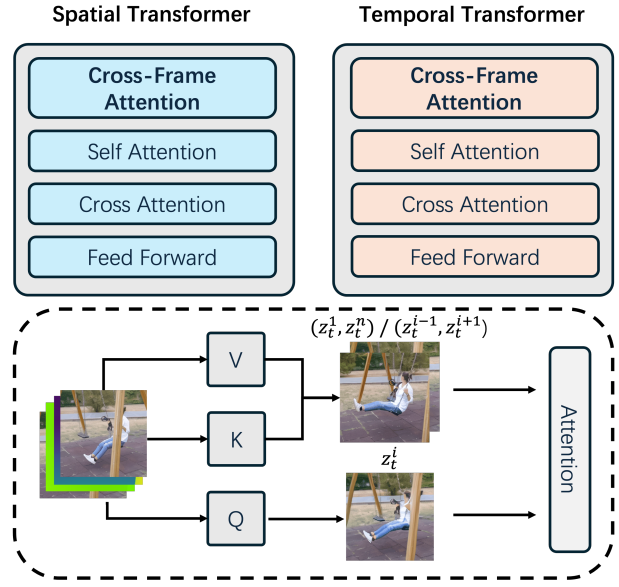 Spatial Transformer
Temporal Transformer
Cross-Frame
Attention
Self Attention
Cross Attention
Feed Forward
Cross-Frame
Attention
Self Attention
Cross Attention
Feed Forward
(z_t^1, z_t^n) / (z_t^{i-1}, z_t^{i+1})
V
K
Q
z_t^i
Attention